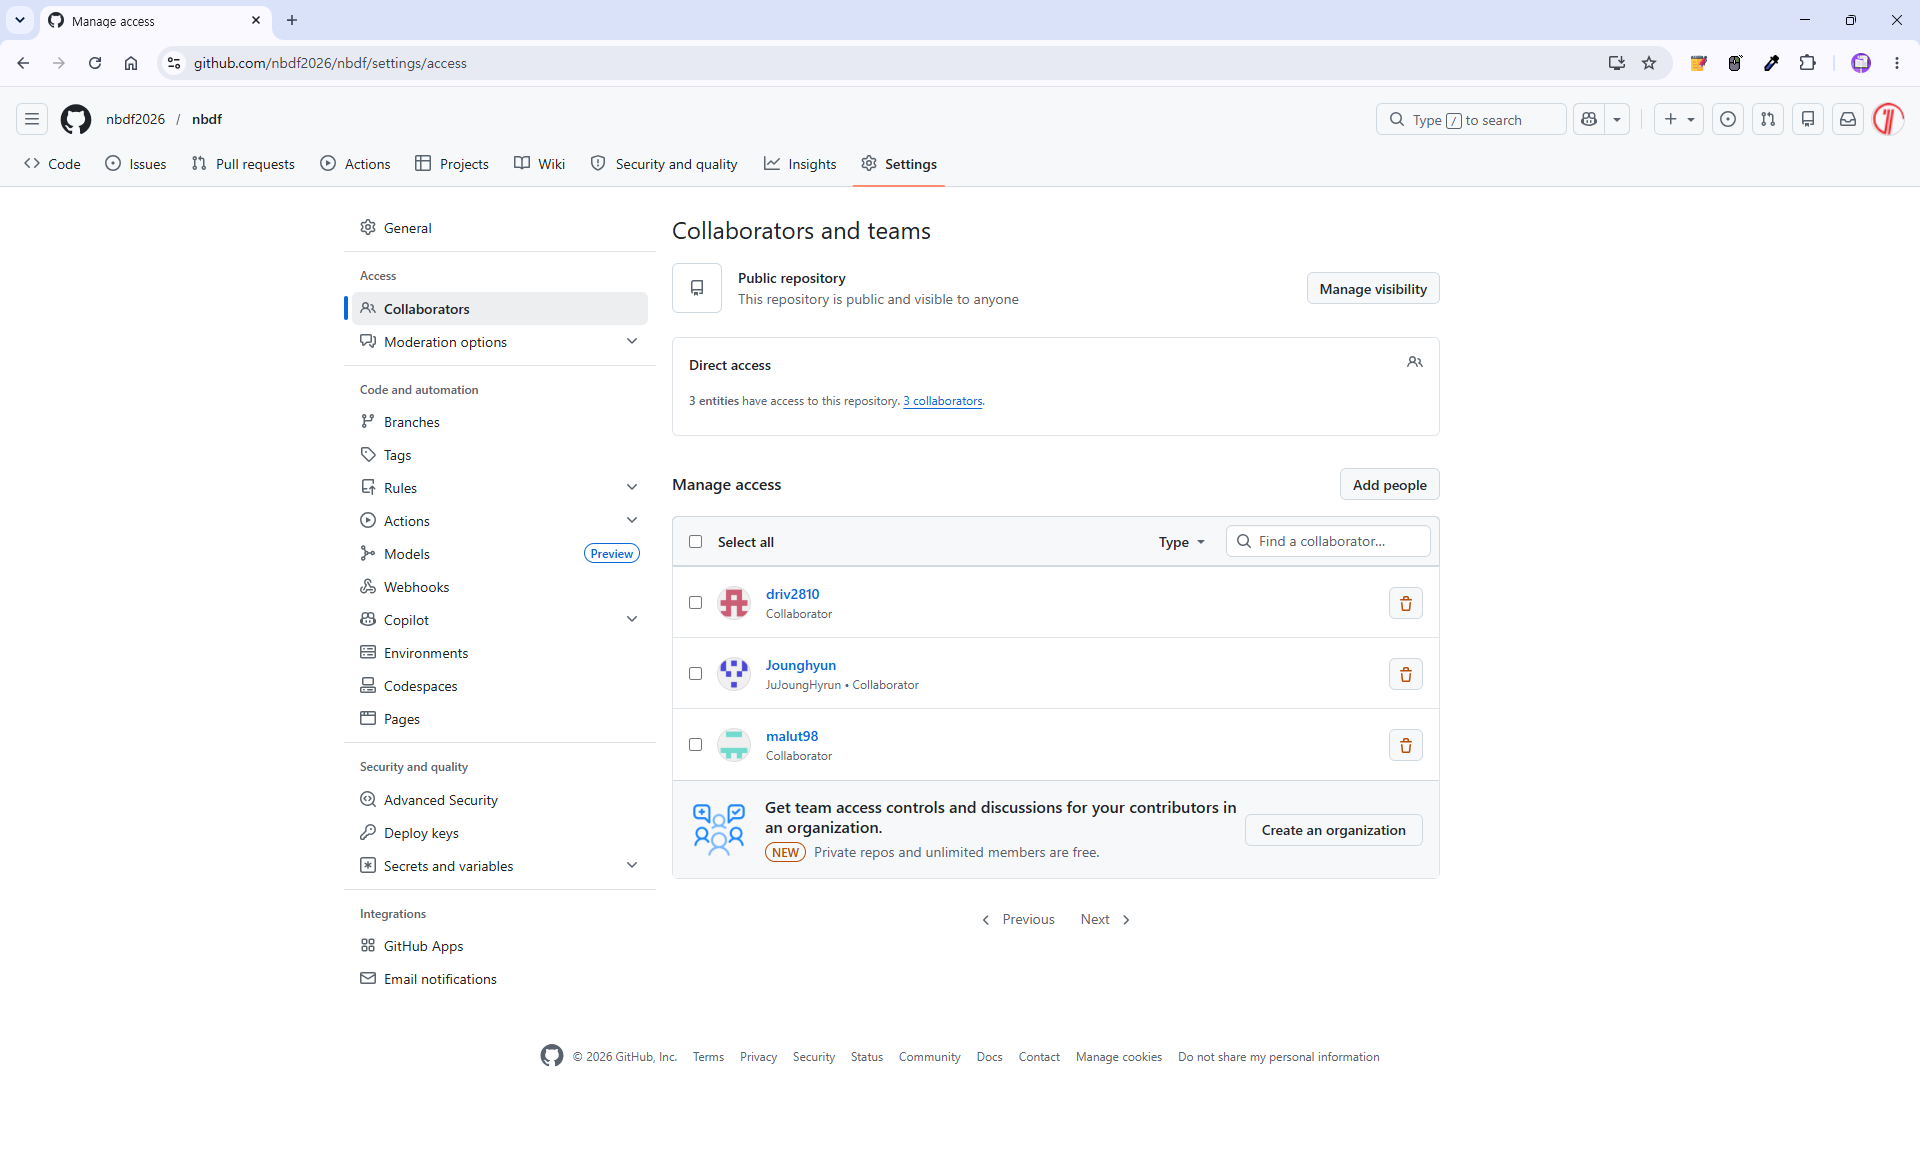 Manage access
github.com/nbdf2026/nbdf/settings/access
nbdf2026 / nbdf
Type / to search
Code
Issues
Pull requests
Actions
Projects
Wiki
Security and quality
Insights
Settings
General
Access
Collaborators
Moderation options
Code and automation
Branches
Tags
Rules
Actions
Models
Preview
Webhooks
Copilot
Environments
Codespaces
Pages
Security and quality
Advanced Security
Deploy keys
Secrets and variables
Integrations
GitHub Apps
Email notifications
Collaborators and teams
Public repository
This repository is public and visible to anyone
Manage visibility
Direct access
3 entities have access to this repository. 3 collaborators.
Manage access
Add people
Select all
Type
Find a collaborator...
driv2810
Collaborator
Jounghyun
JuJoungHyrun • Collaborator
malut98
Collaborator
Get team access controls and discussions for your contributors in
an organization.
NEW Private repos and unlimited members are free.
Create an organization
Previous
Next
© 2026 GitHub, Inc.
Terms
Privacy
Security
Status
Community
Docs
Contact
Manage cookies
Do not share my personal information